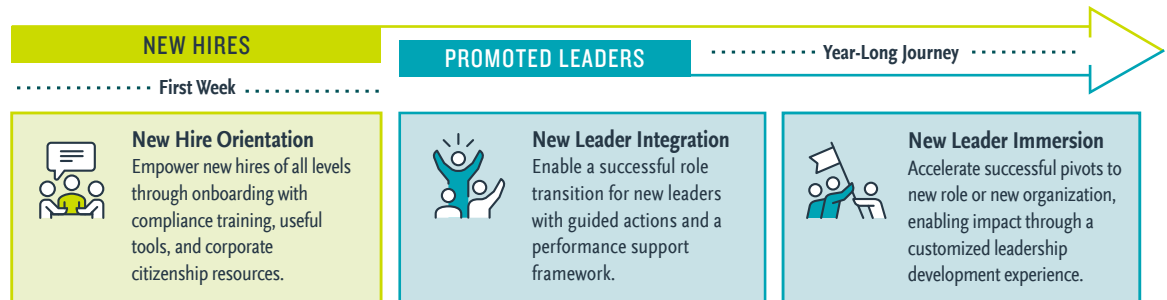 NEW HIRES
PROMOTED LEADERS
Year-Long Journey
First Week
New Hire Orientation
Empower new hires of all levels
through onboarding with
compliance training, useful
tools, and corporate
citizenship resources.
New Leader Integration
Enable a successful role
transition for new leaders
with guided actions and a
performance support
framework.
New Leader Immersion
Accelerate successful pivots to
new role or new organization,
enabling impact through a
customized leadership
development experience.